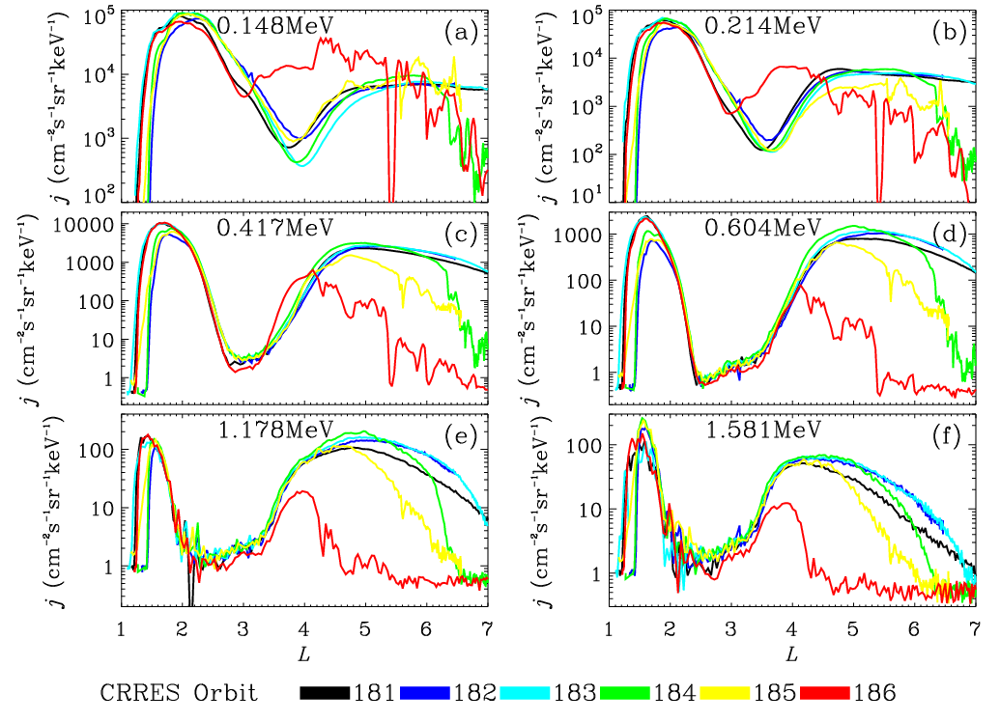 0.148MeV (a)
0.214MeV (b)
10⁵
10⁴
10³
10²
j (cm⁻²s⁻¹sr⁻¹keV⁻¹)
10⁵
10⁴
10³
10²
10¹
j (cm⁻²s⁻¹sr⁻¹keV⁻¹)
0.417MeV (c)
0.604MeV (d)
10000
1000
100
10
1
j (cm⁻²s⁻¹sr⁻¹keV⁻¹)
1000
100
10
1
j (cm⁻²s⁻¹sr⁻¹keV⁻¹)
1.178MeV (e)
1.581MeV (f)
100
10
1
j (cm⁻²s⁻¹sr⁻¹keV⁻¹)
100
10
1
j (cm⁻²s⁻¹sr⁻¹keV⁻¹)
1 2 3 4 5 6 7
L
1 2 3 4 5 6 7
L
CRRES Orbit 181 182 183 184 185 186